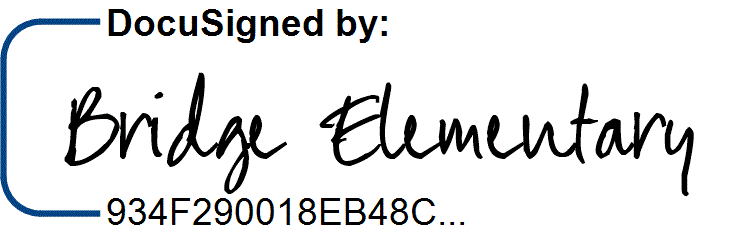 DocuSigned by:
Bridge Elementary
934F290018EB48C...